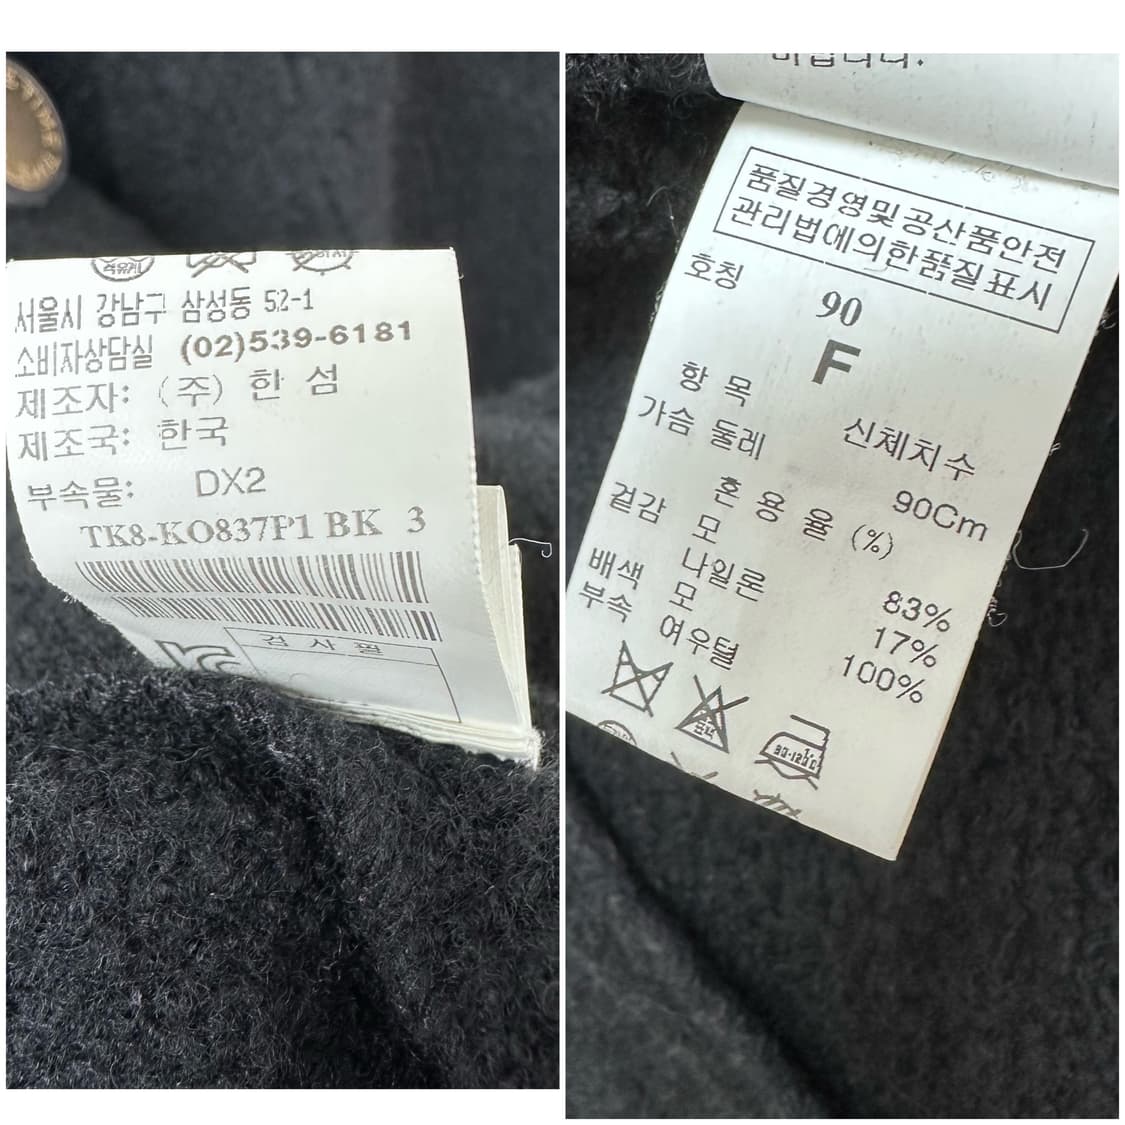 서울시 강남구 삼성동 52-1
소비자상담실 (02)539-6181
제조자: (주) 한 섬
제조국: 한국
부속물: DX2
TK8-KO837P1 BK 3
검 사 필
품질경영및공산품안전
관리법에의한품질표시
호칭
90
F
항 목 신체치수
가슴 둘레 90Cm
혼 용 율 (%)
겉감 모 83%
나일론 17%
배색 모 100%
부속 여우털